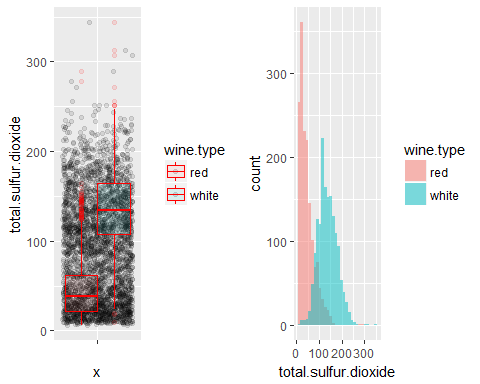 total.sulfur.dioxide
300
200
100
0
x
wine.type
red
white
count
300
200
100
0
0 100 200 300
total.sulfur.dioxide
wine.type
red
white